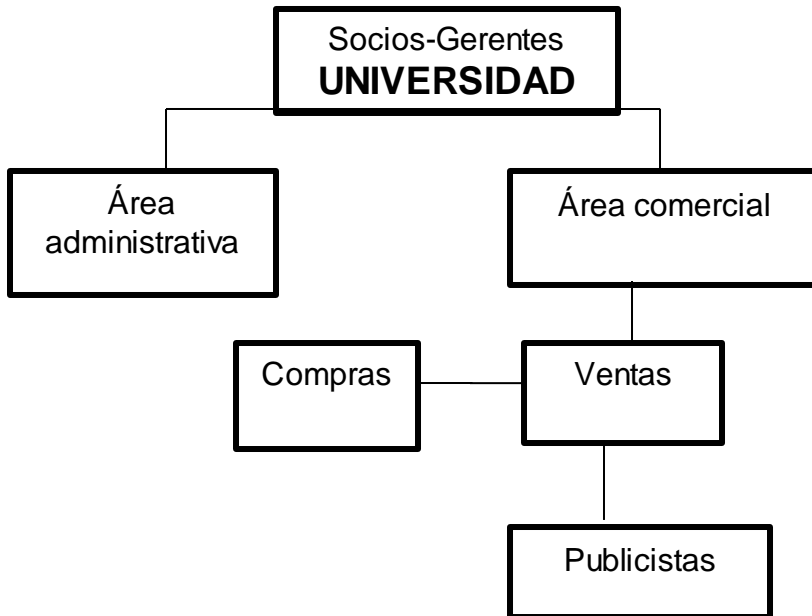 Socios-Gerentes
UNIVERSIDAD
Área
administrativa
Área comercial
Compras
Ventas
Publicistas